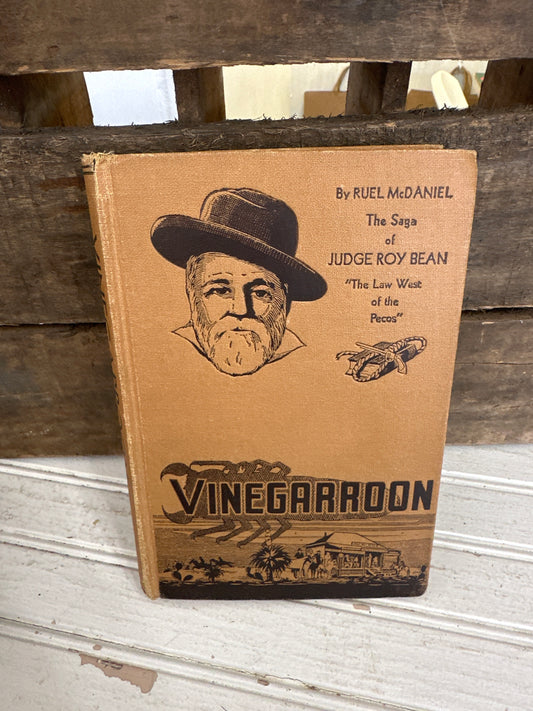 By RUEL McDANIEL
The Saga
of
JUDGE ROY BEAN
"The Law West
of the
Pecos"
VINEGARROON